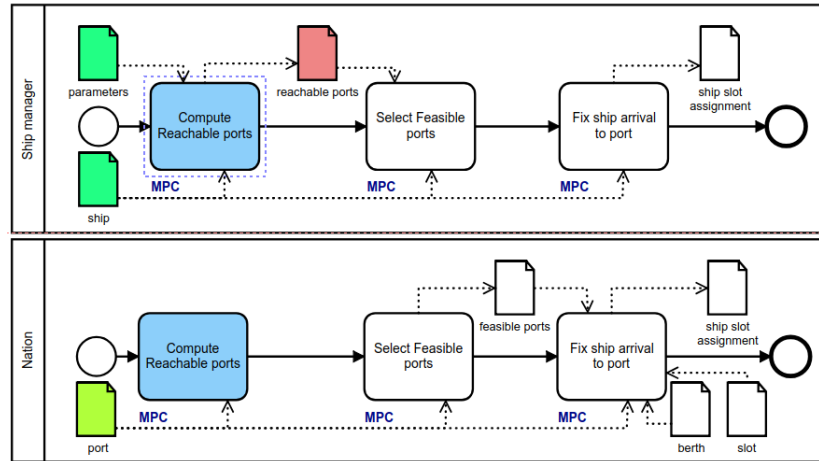 Ship manager
parameters
Compute
Reachable ports
reachable ports
Select Feasible
ports
Fix ship arrival
to port
ship slot
assignment
MPC
MPC
MPC
ship
Nation
Compute
Reachable ports
Select Feasible
ports
feasible ports
Fix ship arrival
to port
ship slot
assignment
MPC
MPC
MPC
port
berth
slot